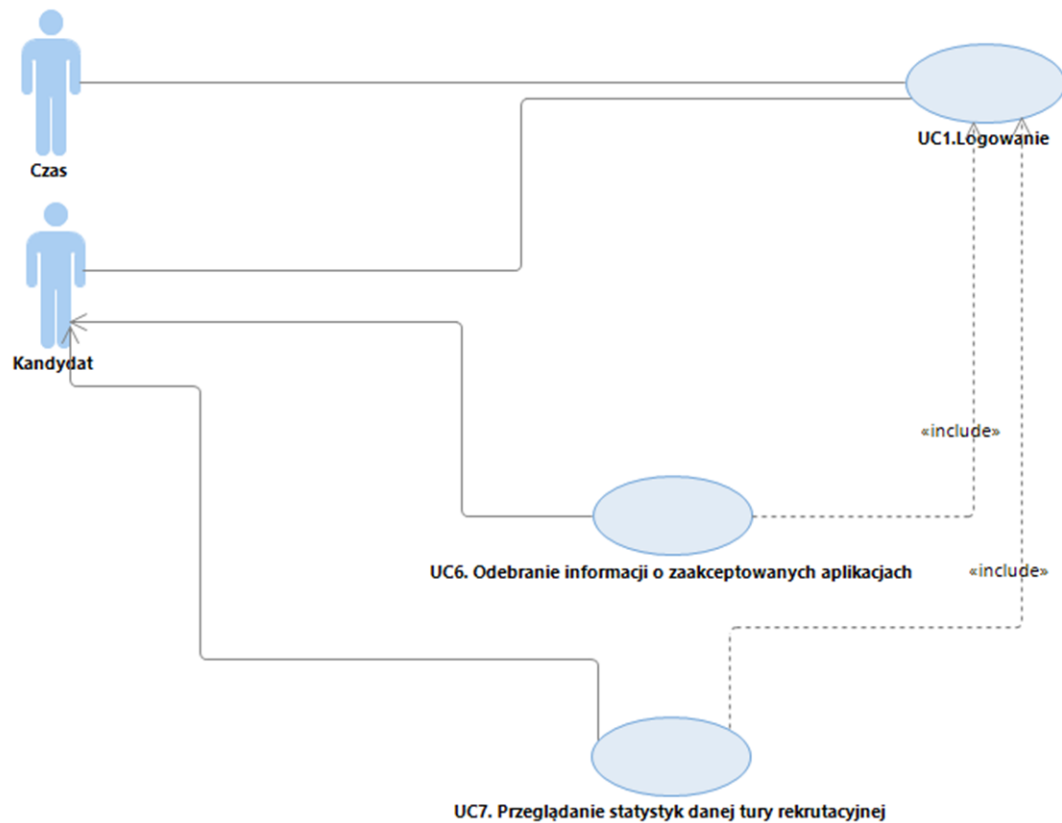 Czas
UC1.Logowanie
Kandydat
«include»
UC6. Odebranie informacji o zaakceptowanych aplikacjach
«include»
UC7. Przeglądanie statystyk danej tury rekrutacyjnej